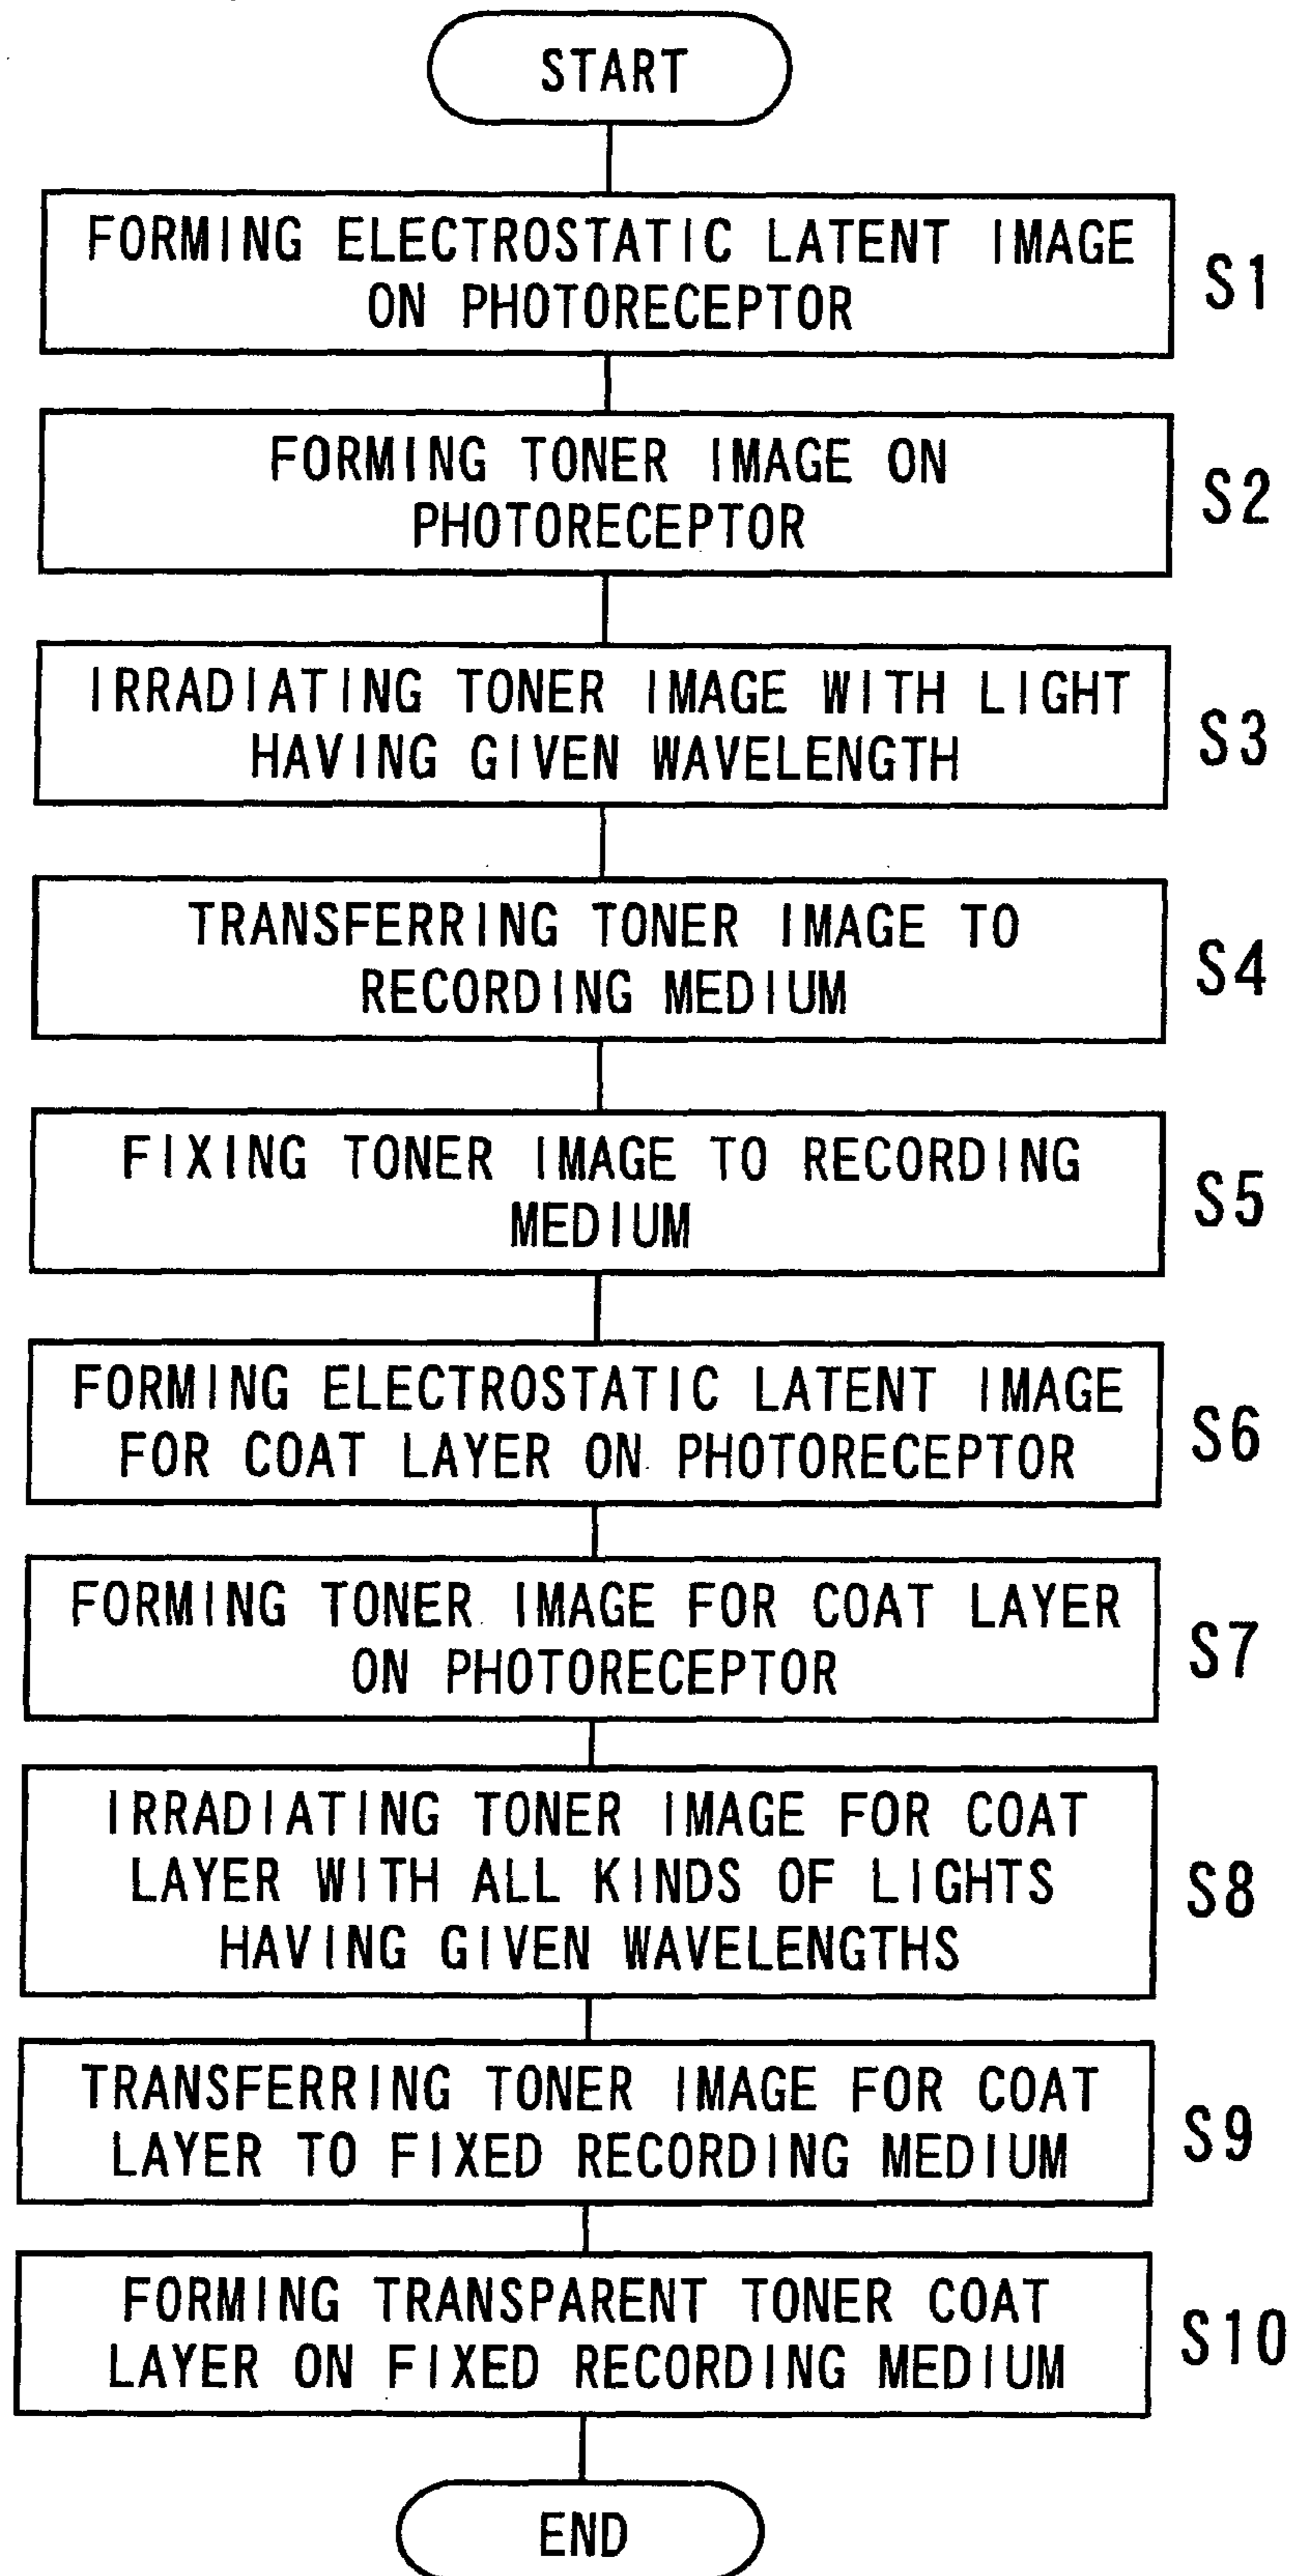 START
FORMING ELECTROSTATIC LATENT IMAGE
ON PHOTORECEPTOR
S1
FORMING TONER IMAGE ON
PHOTORECEPTOR
S2
IRRADIATING TONER IMAGE WITH LIGHT
HAVING GIVEN WAVELENGTH
S3
TRANSFERRING TONER IMAGE TO
RECORDING MEDIUM
S4
FIXING TONER IMAGE TO RECORDING
MEDIUM
S5
FORMING ELECTROSTATIC LATENT IMAGE
FOR COAT LAYER ON PHOTORECEPTOR
S6
FORMING TONER IMAGE FOR COAT LAYER
ON PHOTORECEPTOR
S7
IRRADIATING TONER IMAGE FOR COAT
LAYER WITH ALL KINDS OF LIGHTS
HAVING GIVEN WAVELENGTHS
S8
TRANSFERRING TONER IMAGE FOR COAT
LAYER TO FIXED RECORDING MEDIUM
S9
FORMING TRANSPARENT TONER COAT
LAYER ON FIXED RECORDING MEDIUM
S10
END